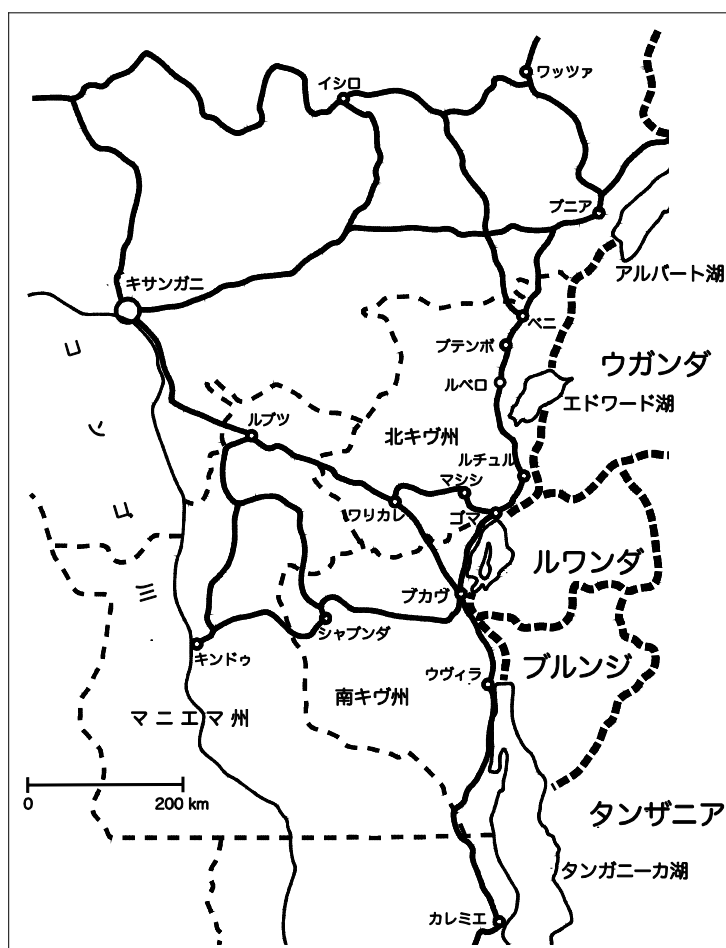 ワッツァ
イシロ
ブニア
アルバート湖
キサンガニ
ベニ
ブテンボ
ウガンダ
ルベロ
エドワード湖
ルブツ
北キヴ州
ルチュル
マシシ
ワリカレ
ゴマ
コンゴ川
ルワンダ
ブカヴ
シャブンダ
キンドゥ
ブルンジ
ウヴィラ
南キヴ州
マニエマ州
0 200 km
タンザニア
タンガニーカ湖
カレミエ